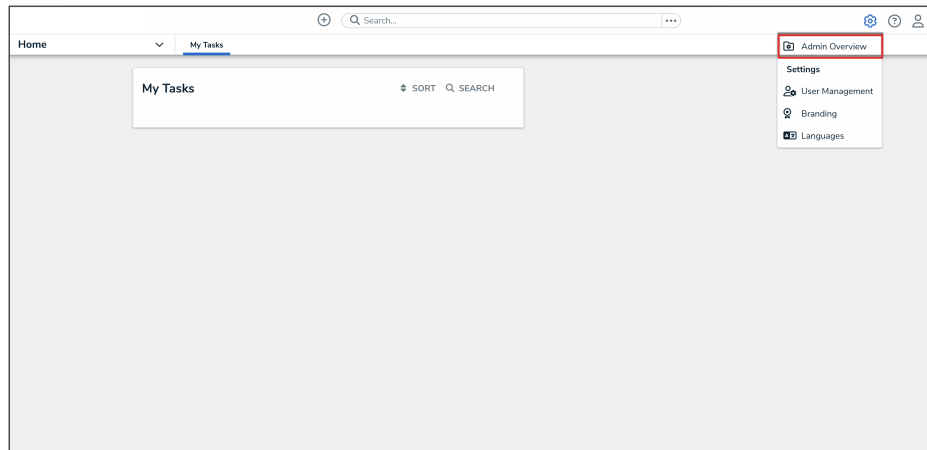 Search...
Home
My Tasks
Admin Overview
Settings
My Tasks
SORT
SEARCH
User Management
Branding
Languages